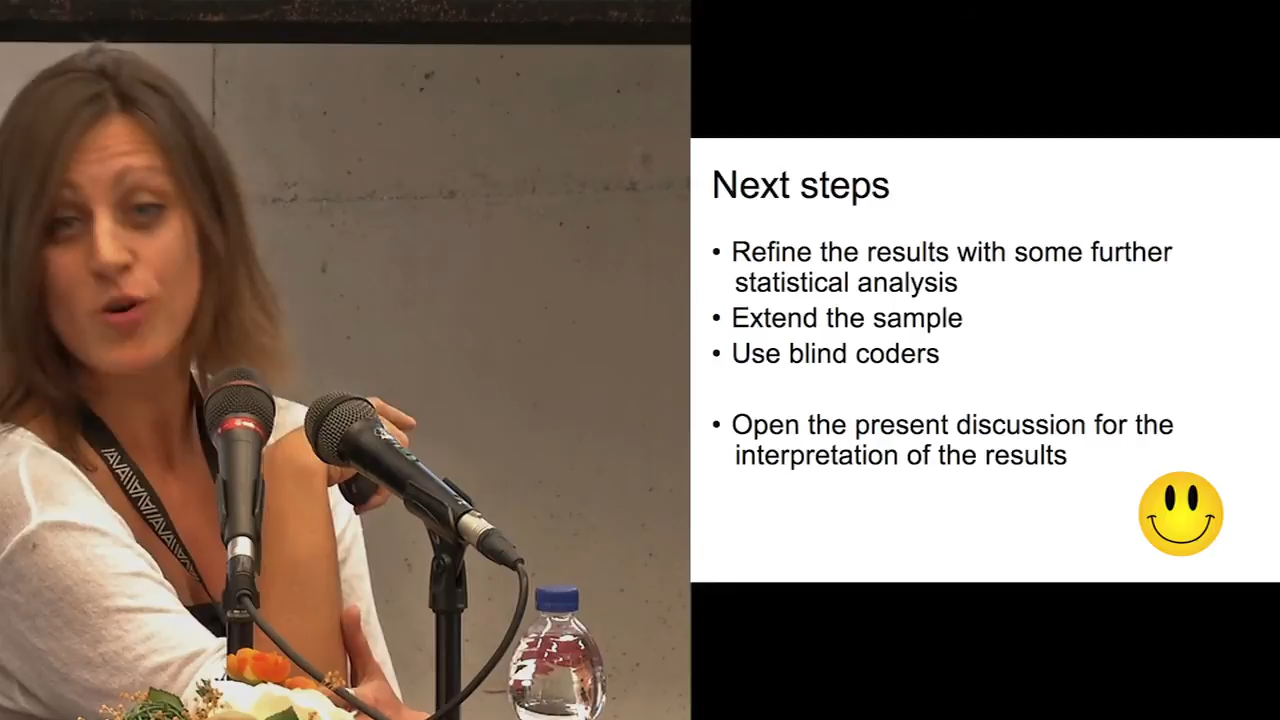 Next steps
• Refine the results with some further
statistical analysis
• Extend the sample
• Use blind coders
• Open the present discussion for the
interpretation of the results